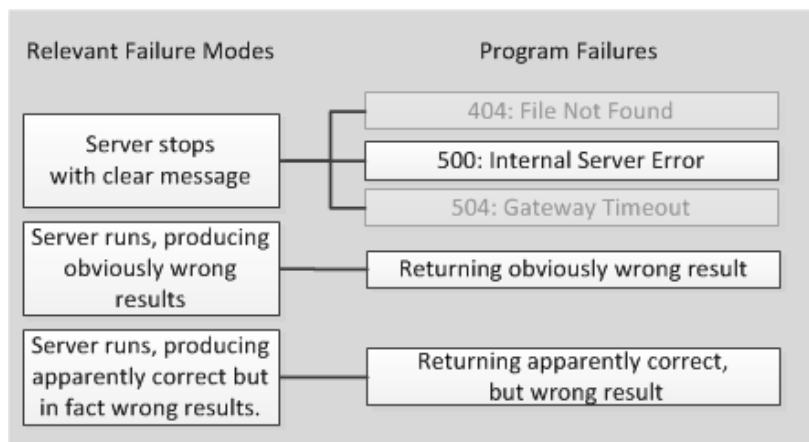 Relevant Failure Modes
Program Failures
Server stops
with clear message
404: File Not Found
500: Internal Server Error
504: Gateway Timeout
Server runs, producing
obviously wrong
results
Returning obviously wrong result
Server runs, producing
apparently correct but
in fact wrong results.
Returning apparently correct,
but wrong result